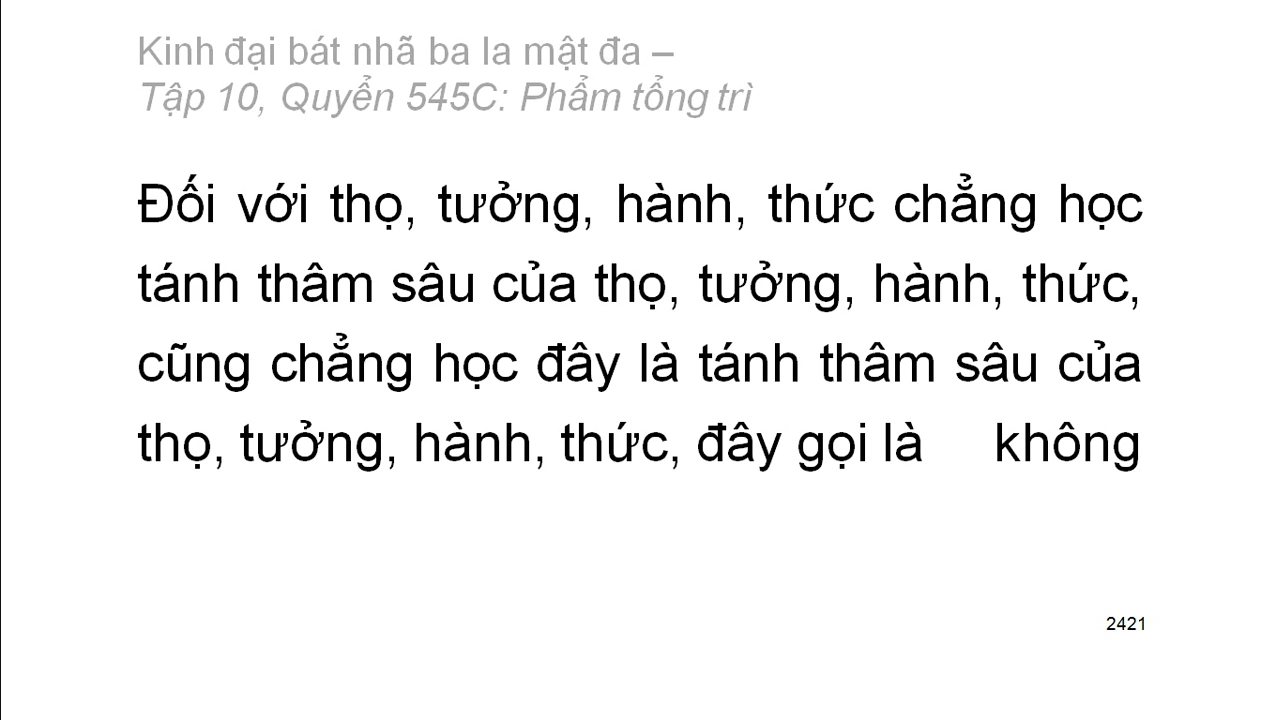 Kinh đại bát nhã ba la mật đa –
Tập 10, Quyển 545C: Phẩm tổng trì
Đối với thọ, tưởng, hành, thức chẳng học
tánh thâm sâu của thọ, tưởng, hành, thức,
cũng chẳng học đây là tánh thâm sâu của
thọ, tưởng, hành, thức, đây gọi là không
2421